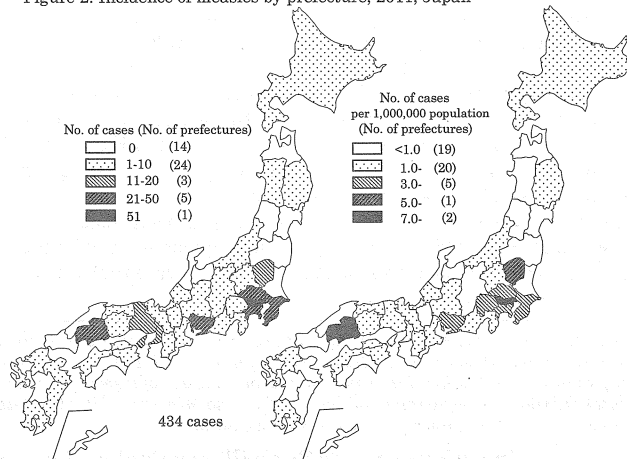 Figure 2. Incidence of measles by prefecture, 2011, Japan
No. of cases (No. of prefectures)
0 (14)
1-10 (24)
11-20 (3)
21-50 (5)
51 (1)
434 cases
No. of cases
per 1,000,000 population
(No. of prefectures)
<1.0 (19)
1.0- (20)
3.0- (5)
5.0- (1)
7.0- (2)